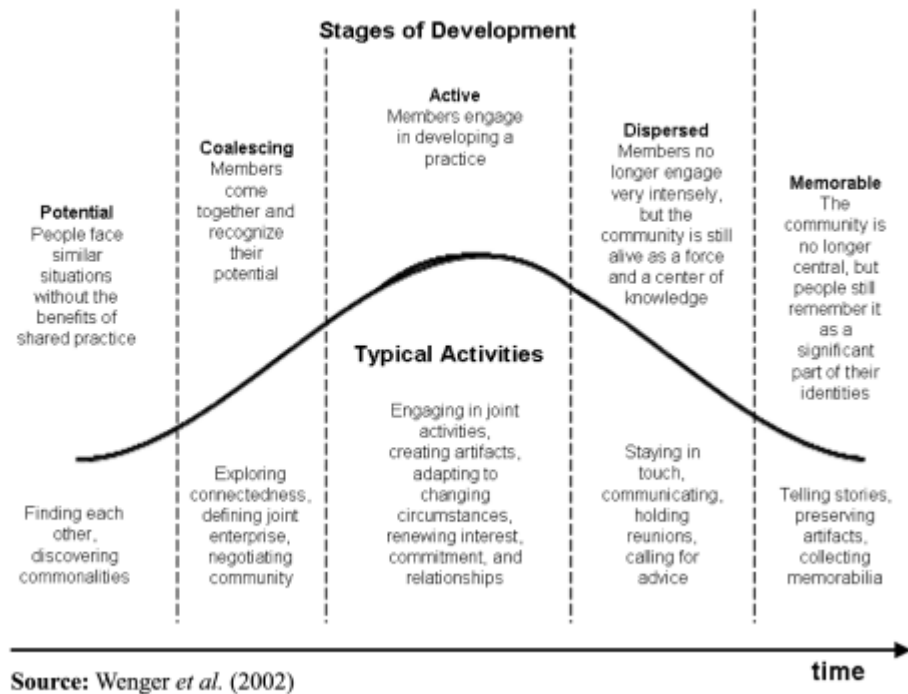 Stages of Development
Potential
People face
similar
situations
without the
benefits of
shared practice
Coalescing
Members
come
together and
recognize
their
potential
Active
Members engage
in developing a
practice
Dispersed
Members no
longer engage
very intensely,
but the
community is still
alive as a force
and a center of
knowledge
Memorable
The
community is
no longer
central, but
people still
remember it
as a
significant
part of their
identities
Typical Activities
Finding each
other,
discovering
commonalities
Exploring
connectedness,
defining joint
enterprise,
negotiating
community
Engaging in joint
activities,
creating artifacts,
adapting to
changing
circumstances,
renewing interest,
commitment, and
relationships
Staying in
touch,
communicating,
holding
reunions,
calling for
advice
Telling stories,
preserving
artifacts,
collecting
memorabilia
time
Source: Wenger et al. (2002)